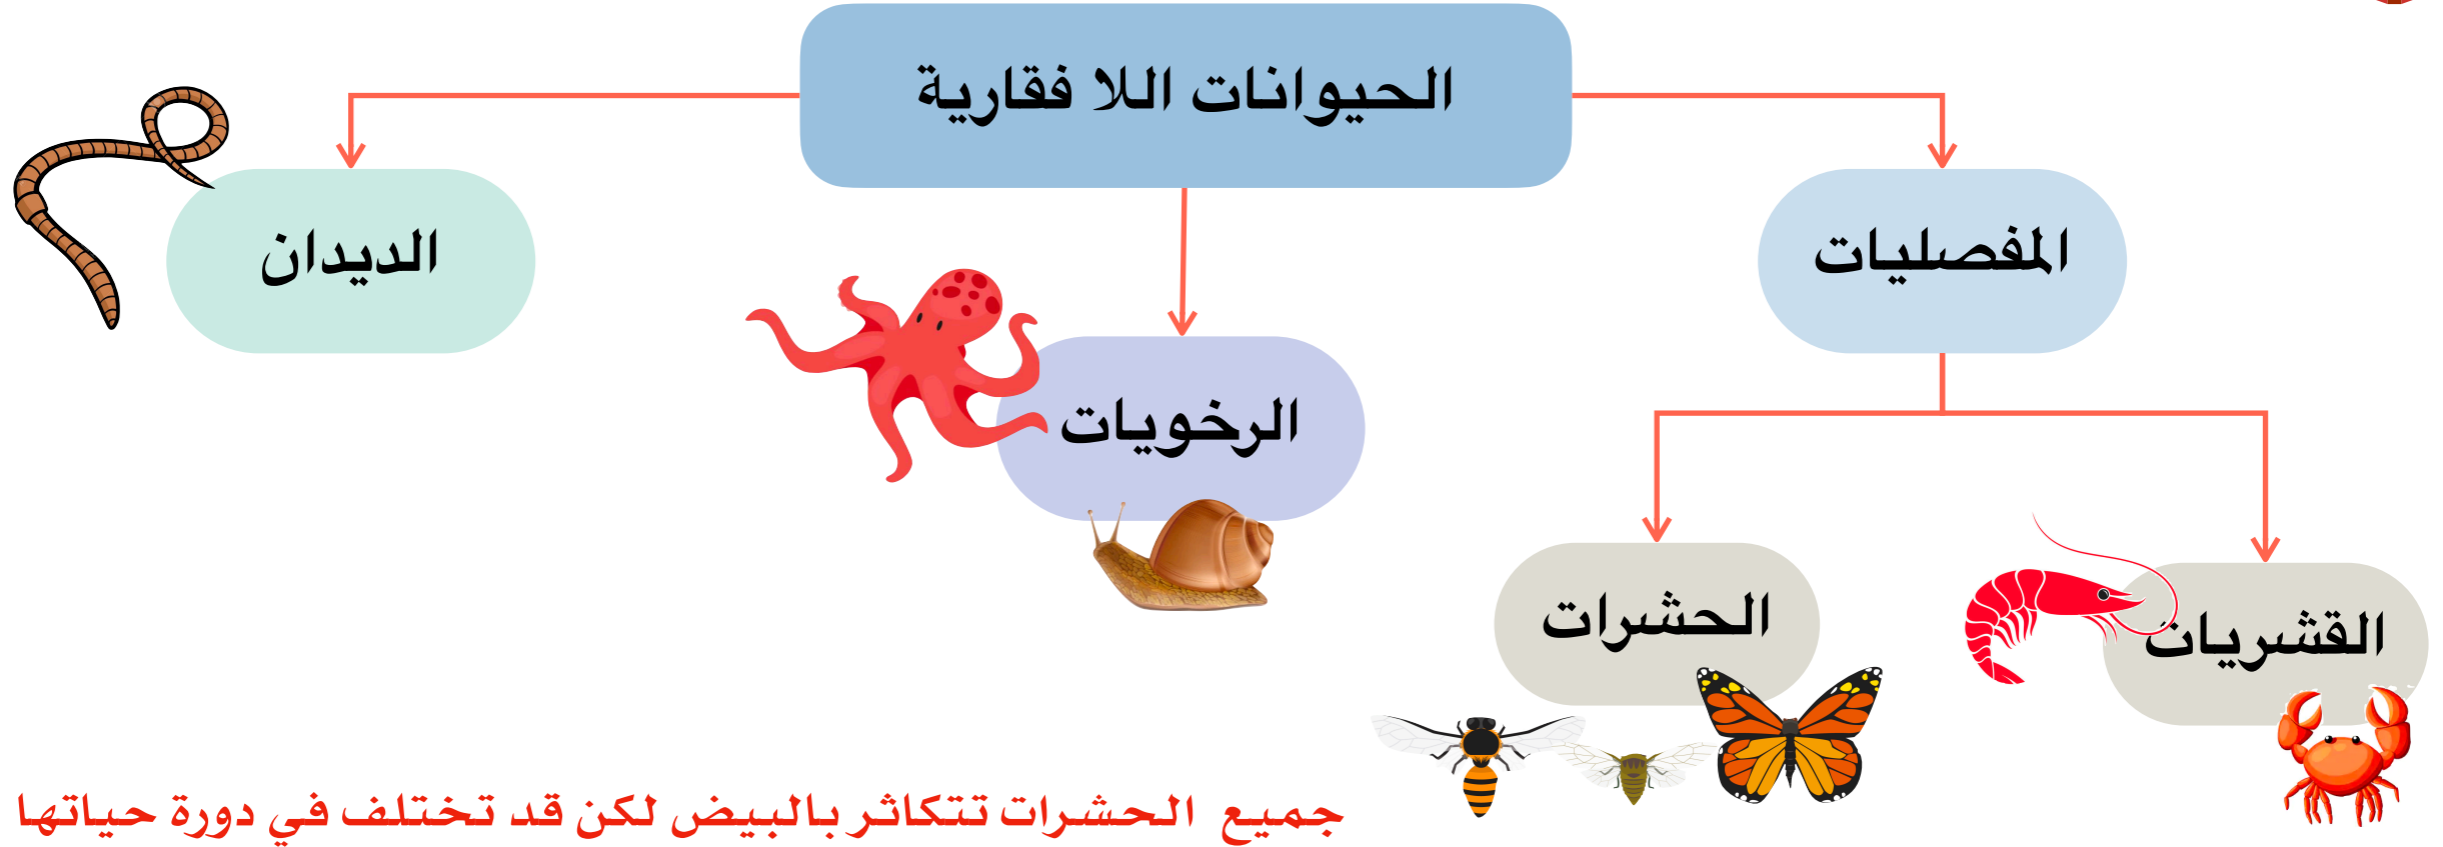 الحيوانات اللا فقارية
المفصليات
الديدان
الرخويات
الحشرات
القشريات
جميع الحشرات تتكاثر بالبيض لكن قد تختلف في دورة حياتها